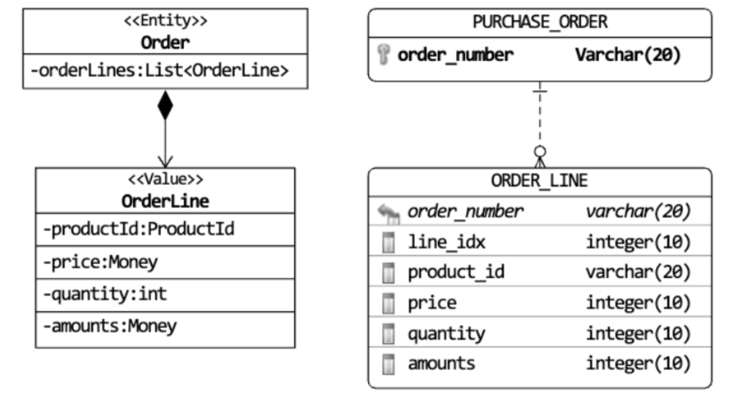 <<Entity>>
Order
-orderLines:List<OrderLine>
<<Value>>
OrderLine
-productId:ProductId
-price:Money
-quantity:int
-amounts:Money
PURCHASE_ORDER
order_number Varchar(20)
ORDER_LINE
order_number varchar(20)
line_idx integer(10)
product_id varchar(20)
price integer(10)
quantity integer(10)
amounts integer(10)